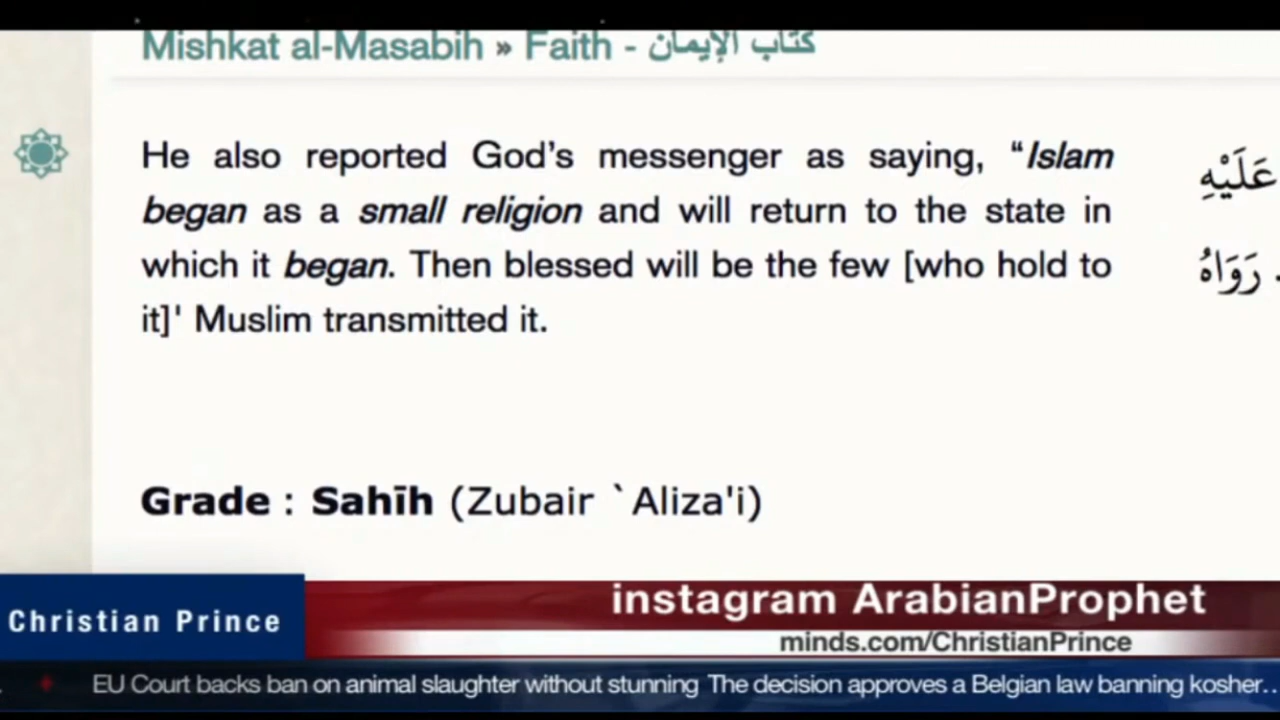 Mishkat al-Masabih » Faith - كتاب الإيمان
He also reported God's messenger as saying, "Islam
began as a small religion and will return to the state in
which it began. Then blessed will be the few [who hold to
it]' Muslim transmitted it.
عَلَيْهِ
رَوَاهُ
Grade : Sahīh (Zubair `Aliza'i)
Christian Prince
instagram ArabianProphet
minds.com/ChristianPrince
EU Court backs ban on animal slaughter without stunning The decision approves a Belgian law banning kosher..